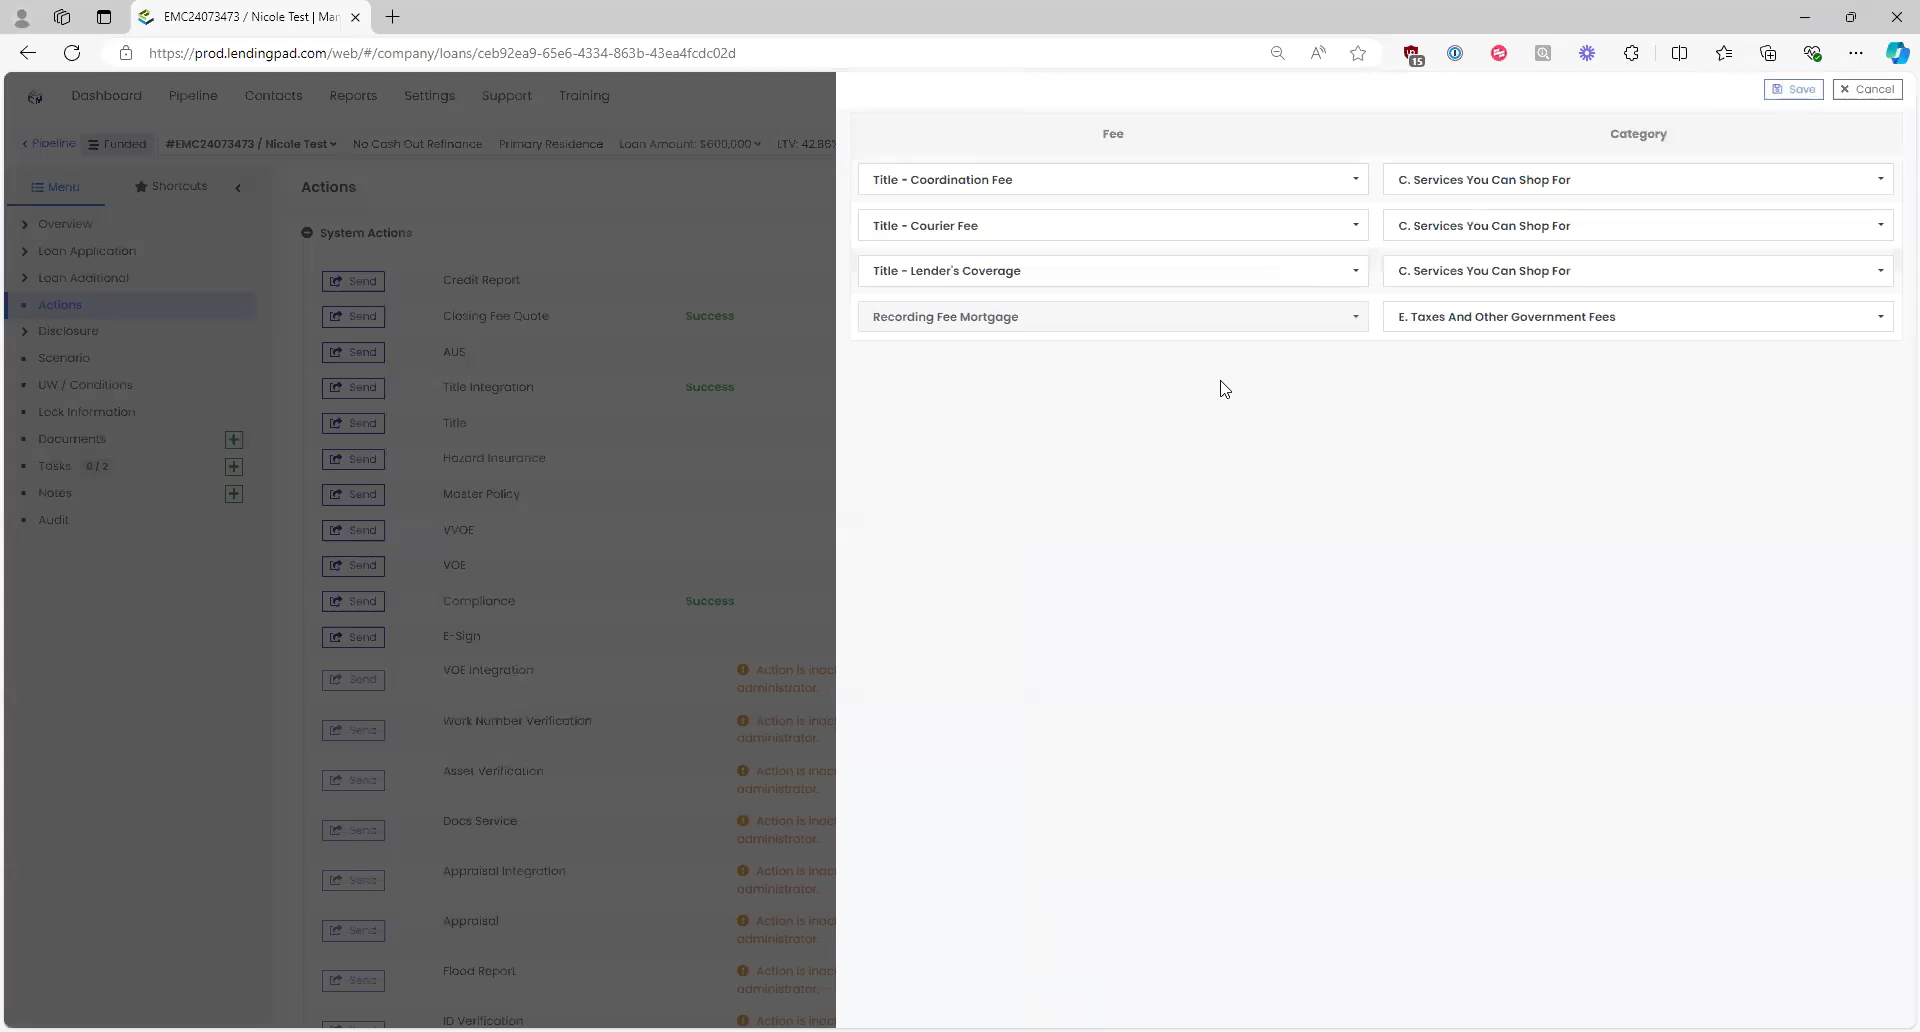 EMC24073473 / Nicole Test | Mar
https://prod.lendingpad.com/web/#/company/loans/ceb92ea9-65e6-4334-863b-43ea4fcdc02d
15
Dashboard Pipeline Contacts Reports Settings Support Training
Save Cancel
Pipeline Funded #EMC24073473 / Nicole Test No Cash Out Refinance Primary Residence Loan Amount: $600,000 LTV: 42.86%
Menu Shortcuts
Overview
Loan Application
Loan Additional
Actions
Disclosure
Scenario
UW / Conditions
Lock Information
Documents
Tasks 0 / 2
Notes
Audit
Actions
System Actions
Send Credit Report
Send Closing Fee Quote Success
Send AUS
Send Title Integration Success
Send Title
Send Hazard Insurance
Send Master Policy
Send VVOE
Send VOE
Send Compliance Success
Send E-Sign
Send VOE Integration Action is inac
administrator.
Send Work Number Verification Action is inac
administrator.
Send Asset Verification Action is inac
administrator.
Send Docs Service Action is inac
administrator.
Send Appraisal Integration Action is inac
administrator.
Send Appraisal Action is inac
administrator.
Send Flood Report Action is inac
administrator.
ID Verification Action is inac
Fee Category
Title - Coordination Fee C. Services You Can Shop For
Title - Courier Fee C. Services You Can Shop For
Title - Lender's Coverage C. Services You Can Shop For
Recording Fee Mortgage E. Taxes And Other Government Fees